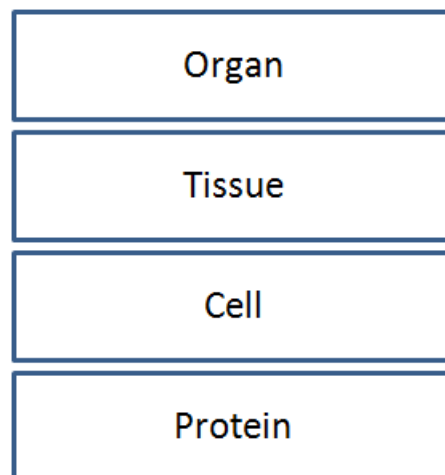 Organ
Tissue
Cell
Protein